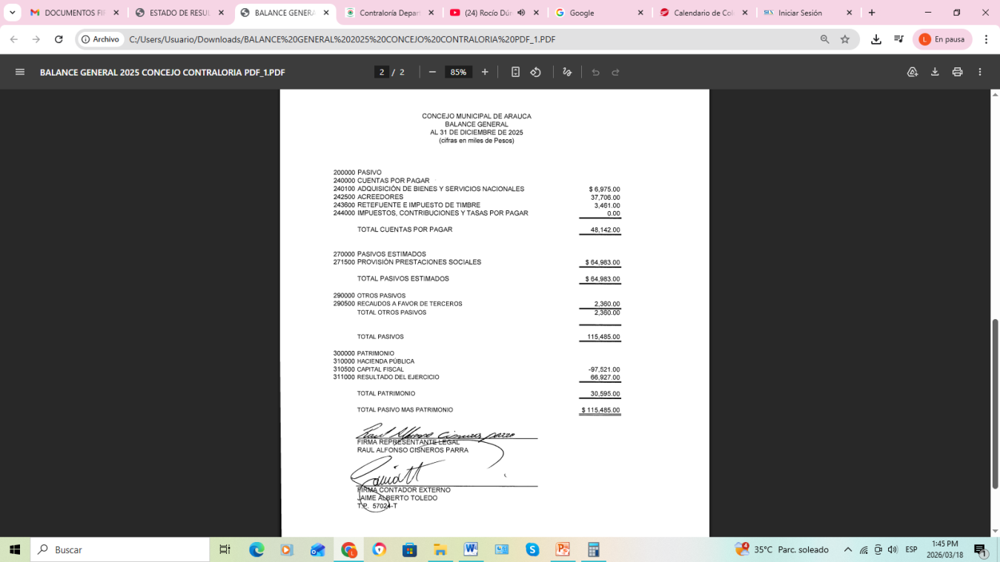 DOCUMENTOS FIR
ESTADO DE RESUL
BALANCE GENERA
Contraloría Depar
(24) Rocío Dúr
Google
Calendario de Col
Iniciar Sesión
Archivo
C:/Users/Usuario/Downloads/BALANCE%20GENERAL%202025%20CONCEJO%20CONTRALORIA%20PDF_1.PDF
L En pausa
BALANCE GENERAL 2025 CONCEJO CONTRALORIA PDF_1.PDF
2 / 2
85%
CONCEJO MUNICIPAL DE ARAUCA
BALANCE GENERAL
AL 31 DE DICIEMBRE DE 2025
(cifras en miles de Pesos)
200000 PASIVO
240000 CUENTAS POR PAGAR
240100 ADQUISICIÓN DE BIENES Y SERVICIOS NACIONALES $ 6,975.00
242500 ACREEDORES 37,706.00
243600 RETEFUENTE E IMPUESTO DE TIMBRE 3,461.00
244000 IMPUESTOS, CONTRIBUCIONES Y TASAS POR PAGAR 0.00
TOTAL CUENTAS POR PAGAR 48,142.00
270000 PASIVOS ESTIMADOS
271500 PROVISIÓN PRESTACIONES SOCIALES $ 64,983.00
TOTAL PASIVOS ESTIMADOS $ 64,983.00
290000 OTROS PASIVOS
290500 RECAUDOS A FAVOR DE TERCEROS 2,360.00
TOTAL OTROS PASIVOS 2,360.00
TOTAL PASIVOS 115,485.00
300000 PATRIMONIO
310000 HACIENDA PÚBLICA
310500 CAPITAL FISCAL -97,521.00
311000 RESULTADO DEL EJERCICIO 66,927.00
TOTAL PATRIMONIO 30,595.00
TOTAL PASIVO MAS PATRIMONIO $ 115,485.00
Raul Alfonso Cisneros Parra
FIRMA REPRESENTANTE LEGAL
RAUL ALFONSO CISNEROS PARRA
FIRMA CONTADOR EXTERNO
JAIME ALBERTO TOLEDO
T.P. 57024-T
Buscar
4
35°C Parc. soleado
ESP
1:45 PM
2026/03/18
1